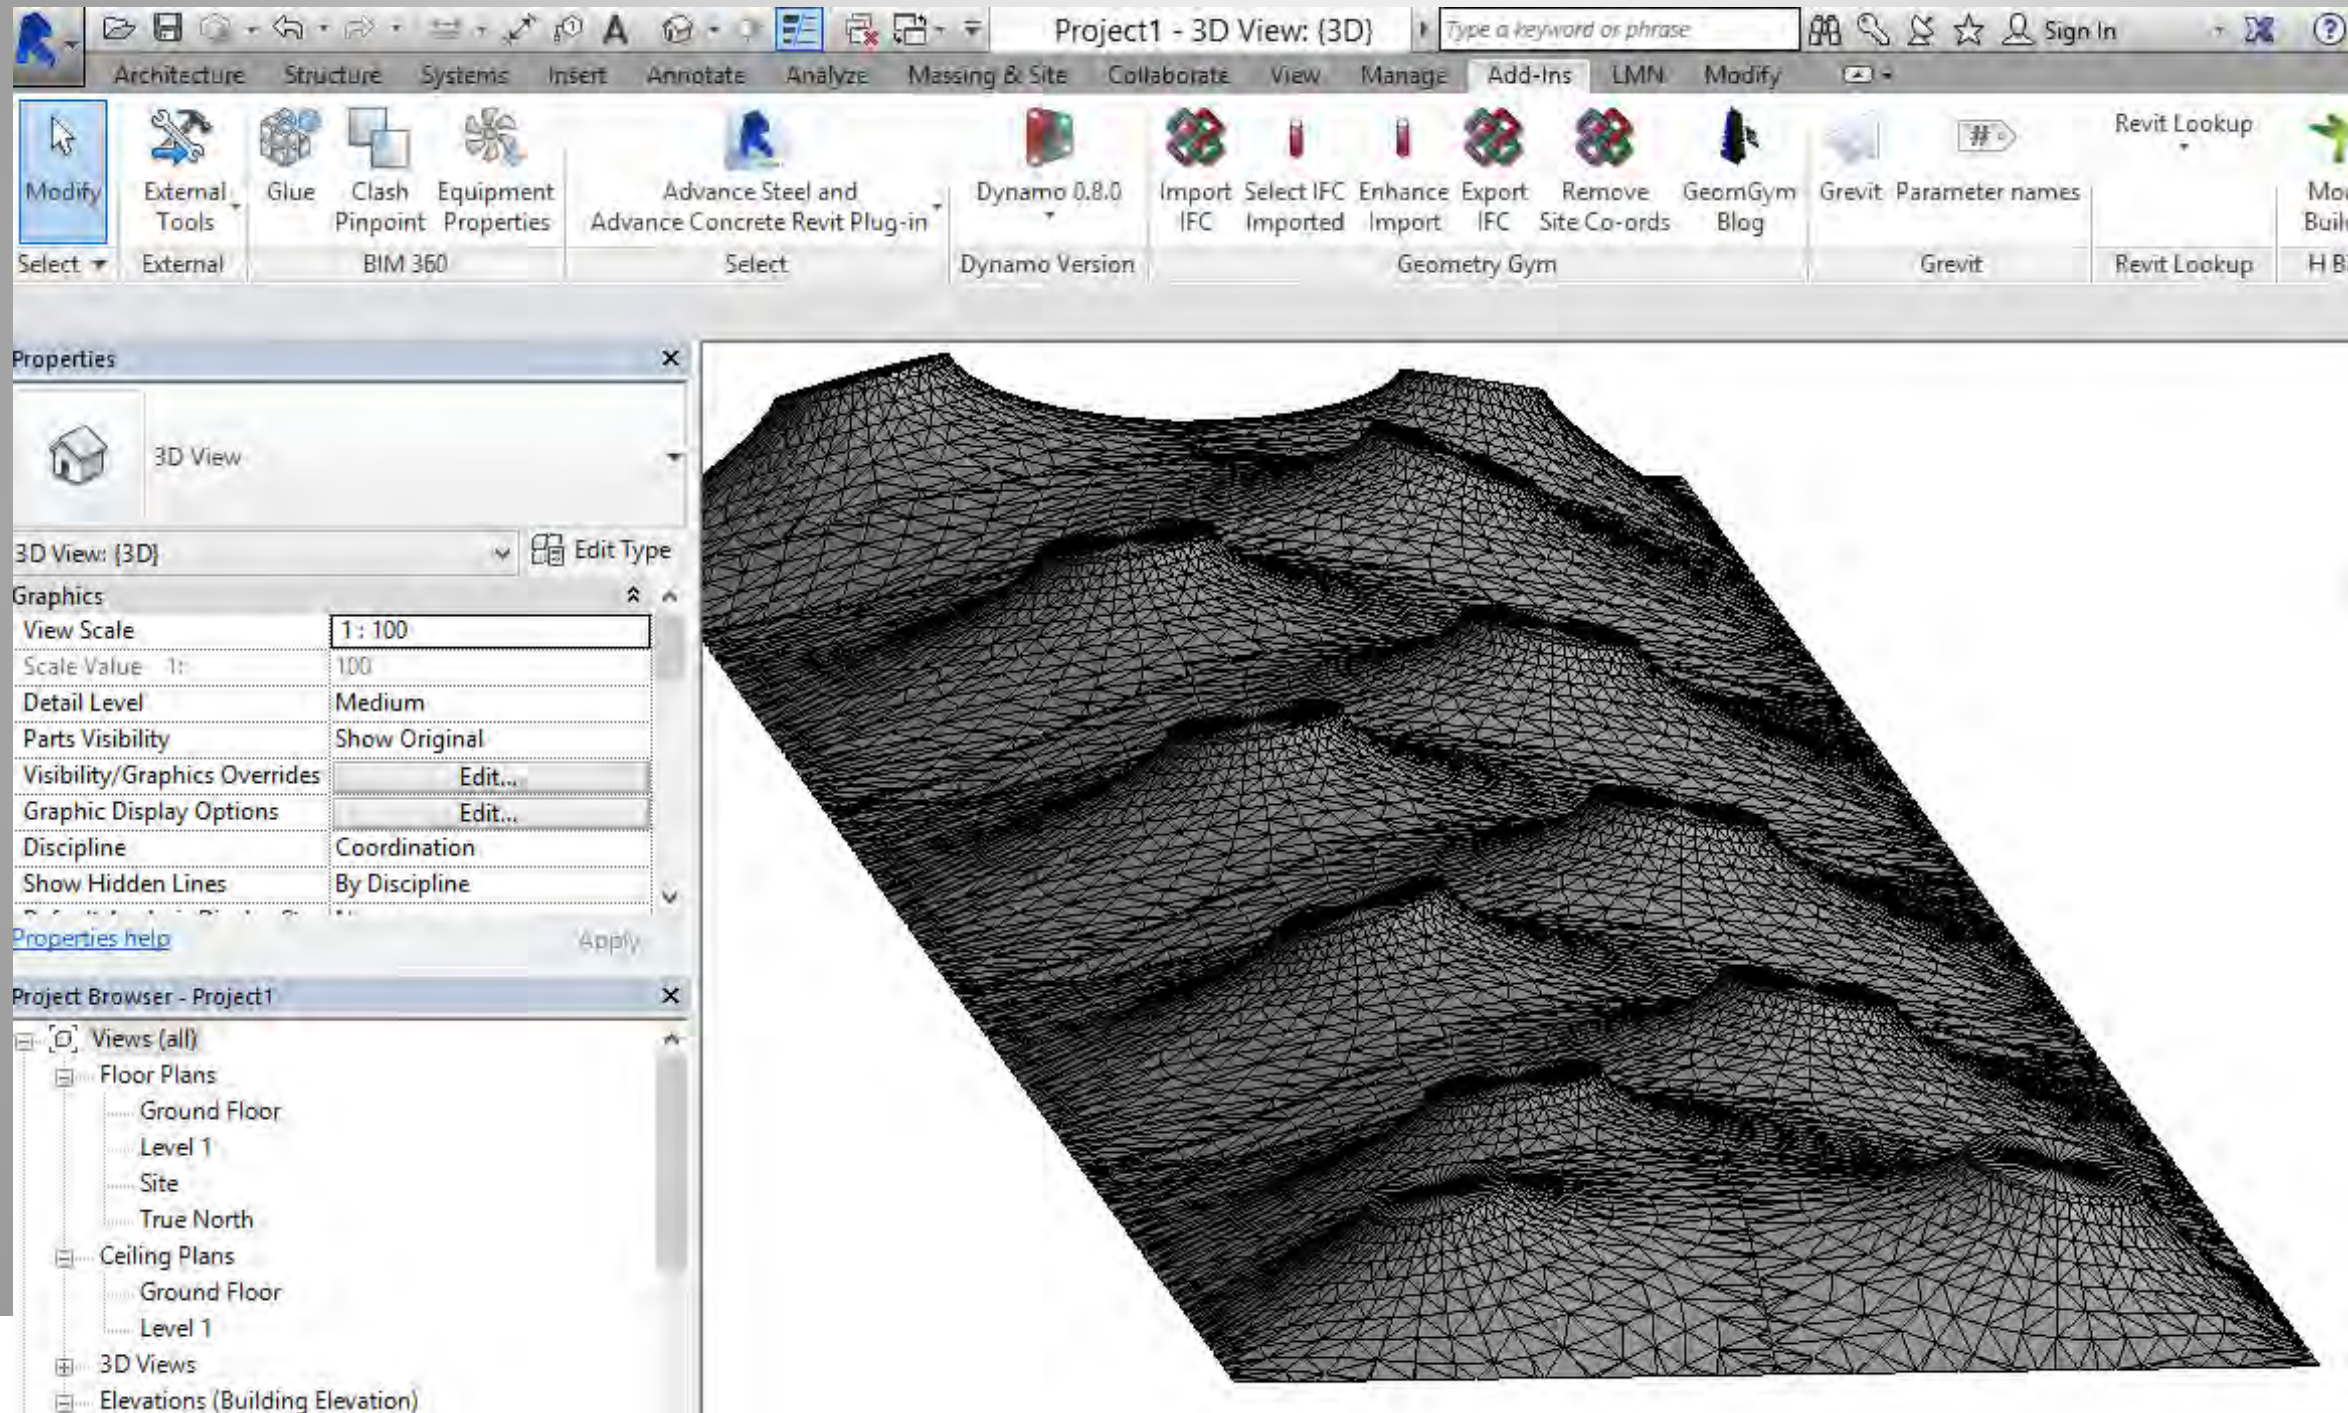 Project1 - 3D View: {3D}
Type a keyword or phrase
Sign In
Architecture Structure Systems Insert Annotate Analyze Massing & Site Collaborate View Manage Add-Ins LMN Modify
Modify
External Tools
Glue
Clash Pinpoint
Equipment Properties
Advance Steel and
Advance Concrete Revit Plug-in
Dynamo 0.8.0
Import IFC
Select IFC Imported
Enhance Import
Export IFC
Remove Site Co-ords
GeomGym Blog
Grevit
Parameter names
Revit Lookup
Select External BIM 360 Select Dynamo Version Geometry Gym Grevit Revit Lookup
Properties
3D View
3D View: {3D}
Edit Type
Graphics
View Scale 1 : 100
Scale Value 1: 100
Detail Level Medium
Parts Visibility Show Original
Visibility/Graphics Overrides Edit...
Graphic Display Options Edit...
Discipline Coordination
Show Hidden Lines By Discipline
Properties help Apply
Project Browser - Project1
Views (all)
Floor Plans
Ground Floor
Level 1
Site
True North
Ceiling Plans
Ground Floor
Level 1
3D Views
Elevations (Building Elevation)